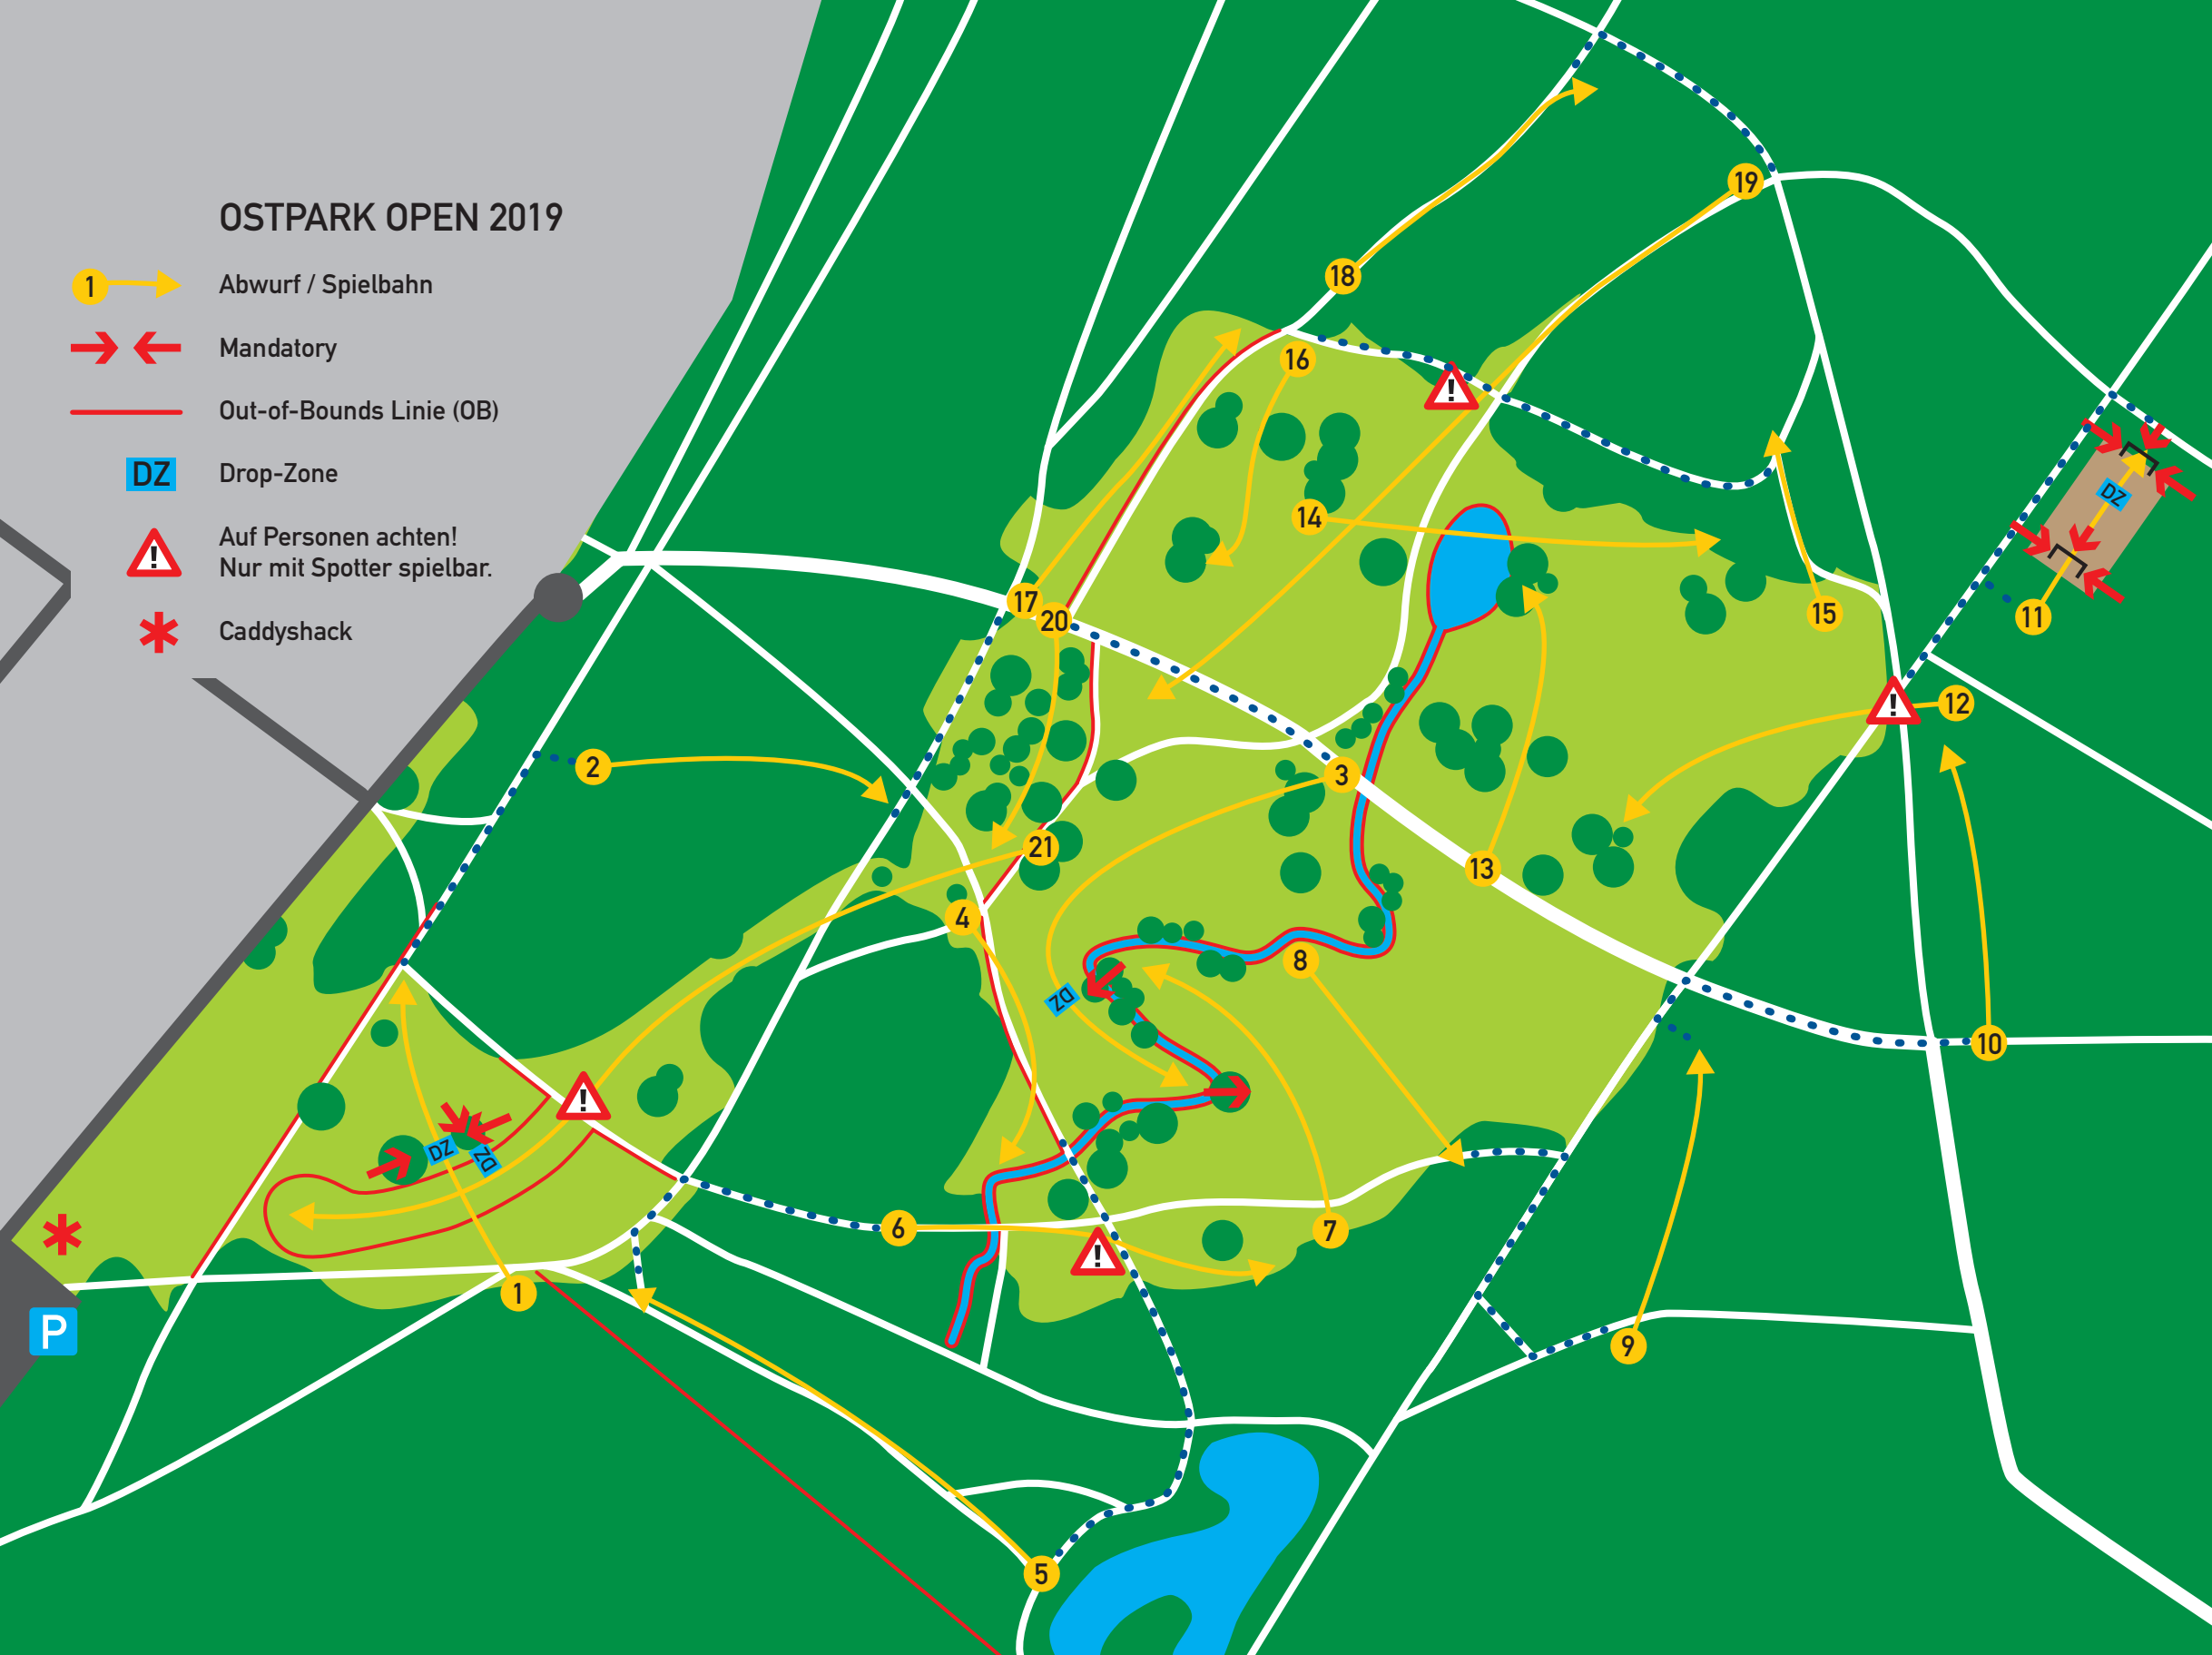 OSTPARK OPEN 2019
1
Abwurf / Spielbahn
Mandatory
Out-of-Bounds Linie (OB)
DZ
Drop-Zone
!
Auf Personen achten!
Nur mit Spotter spielbar.
Caddyshack
19
18
16
!
14
DZ
17
20
15
11
!
12
2
3
21
13
4
8
DZ
10
!
DZ
DZ
6
7
!
1
P
9
5